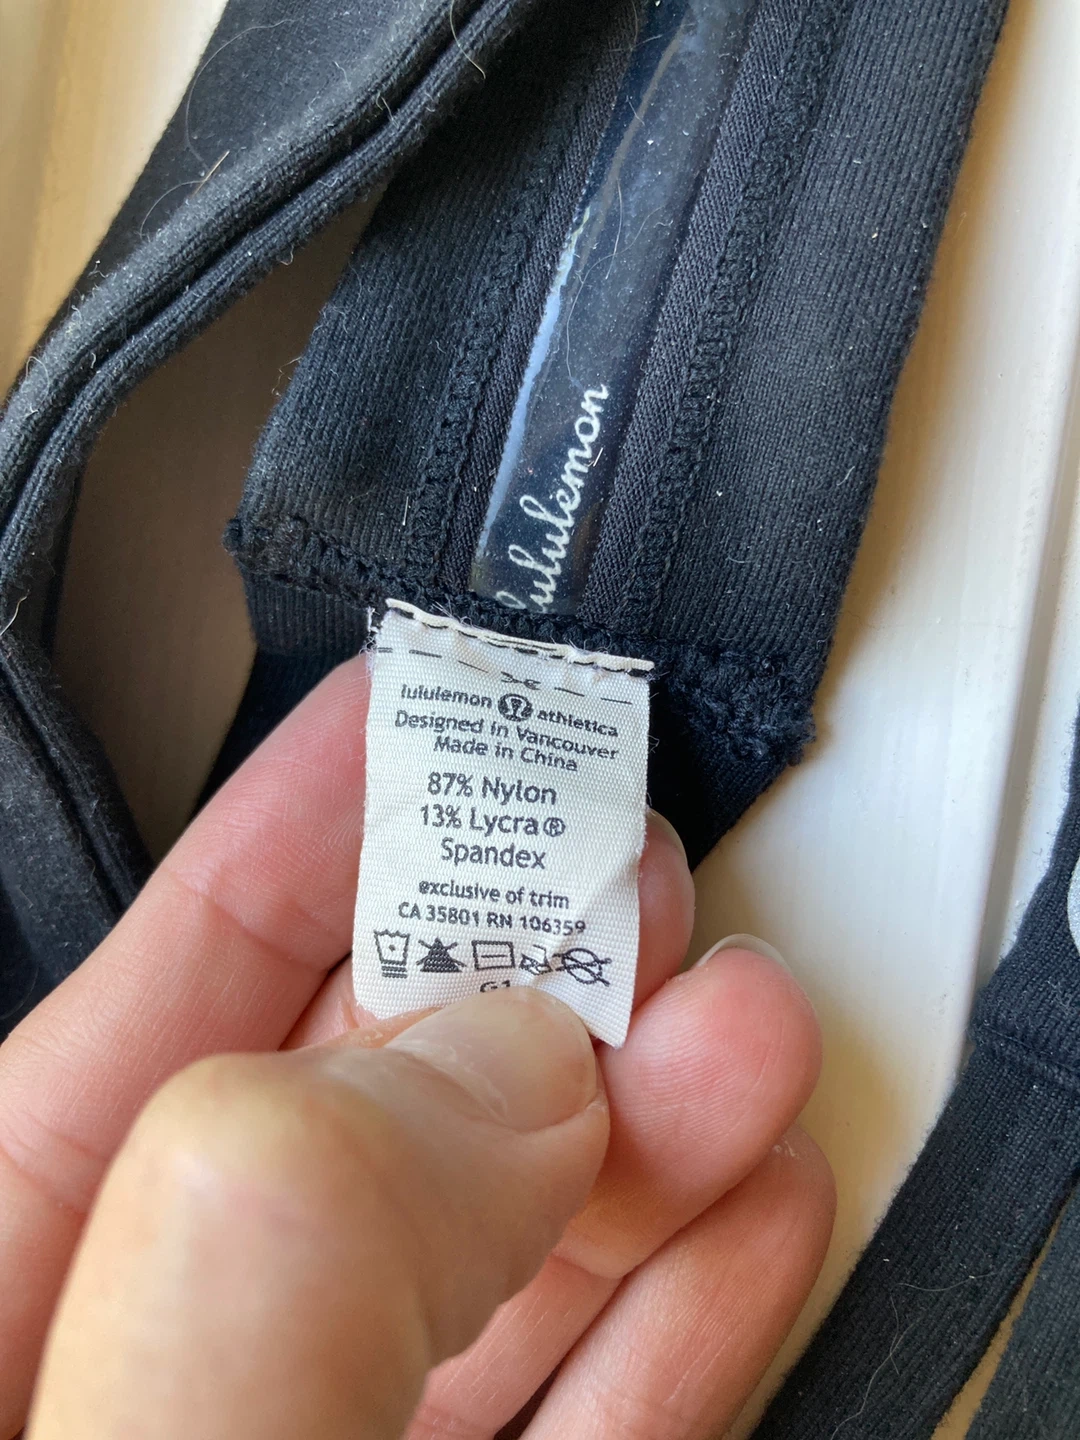 lululemon
lululemon athletica
Designed in Vancouver
Made in China
87% Nylon
13% Lycra®
Spandex
exclusive of trim
CA 35801 RN 106359